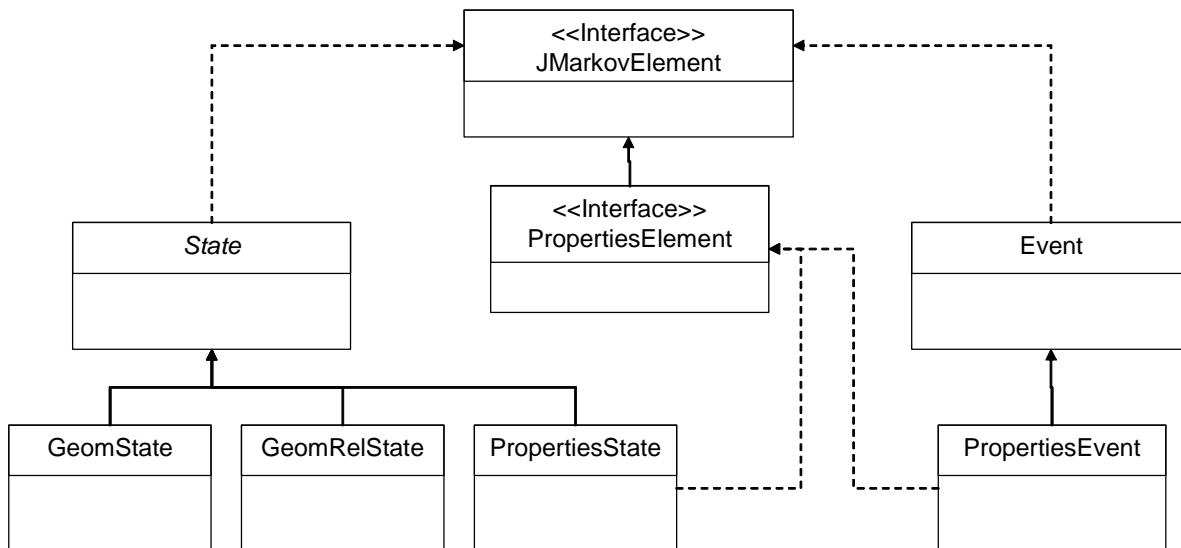 <<Interface>>
JMarkovElement
<<Interface>>
PropertiesElement
State
Event
GeomState
GeomRelState
PropertiesState
PropertiesEvent